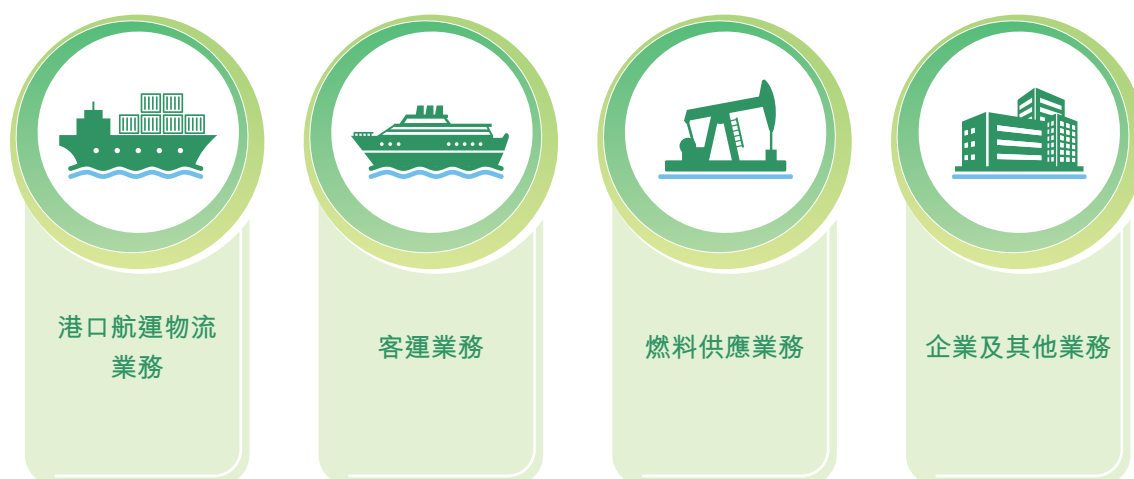 港口航運物流
業務
客運業務
燃料供應業務
企業及其他業務